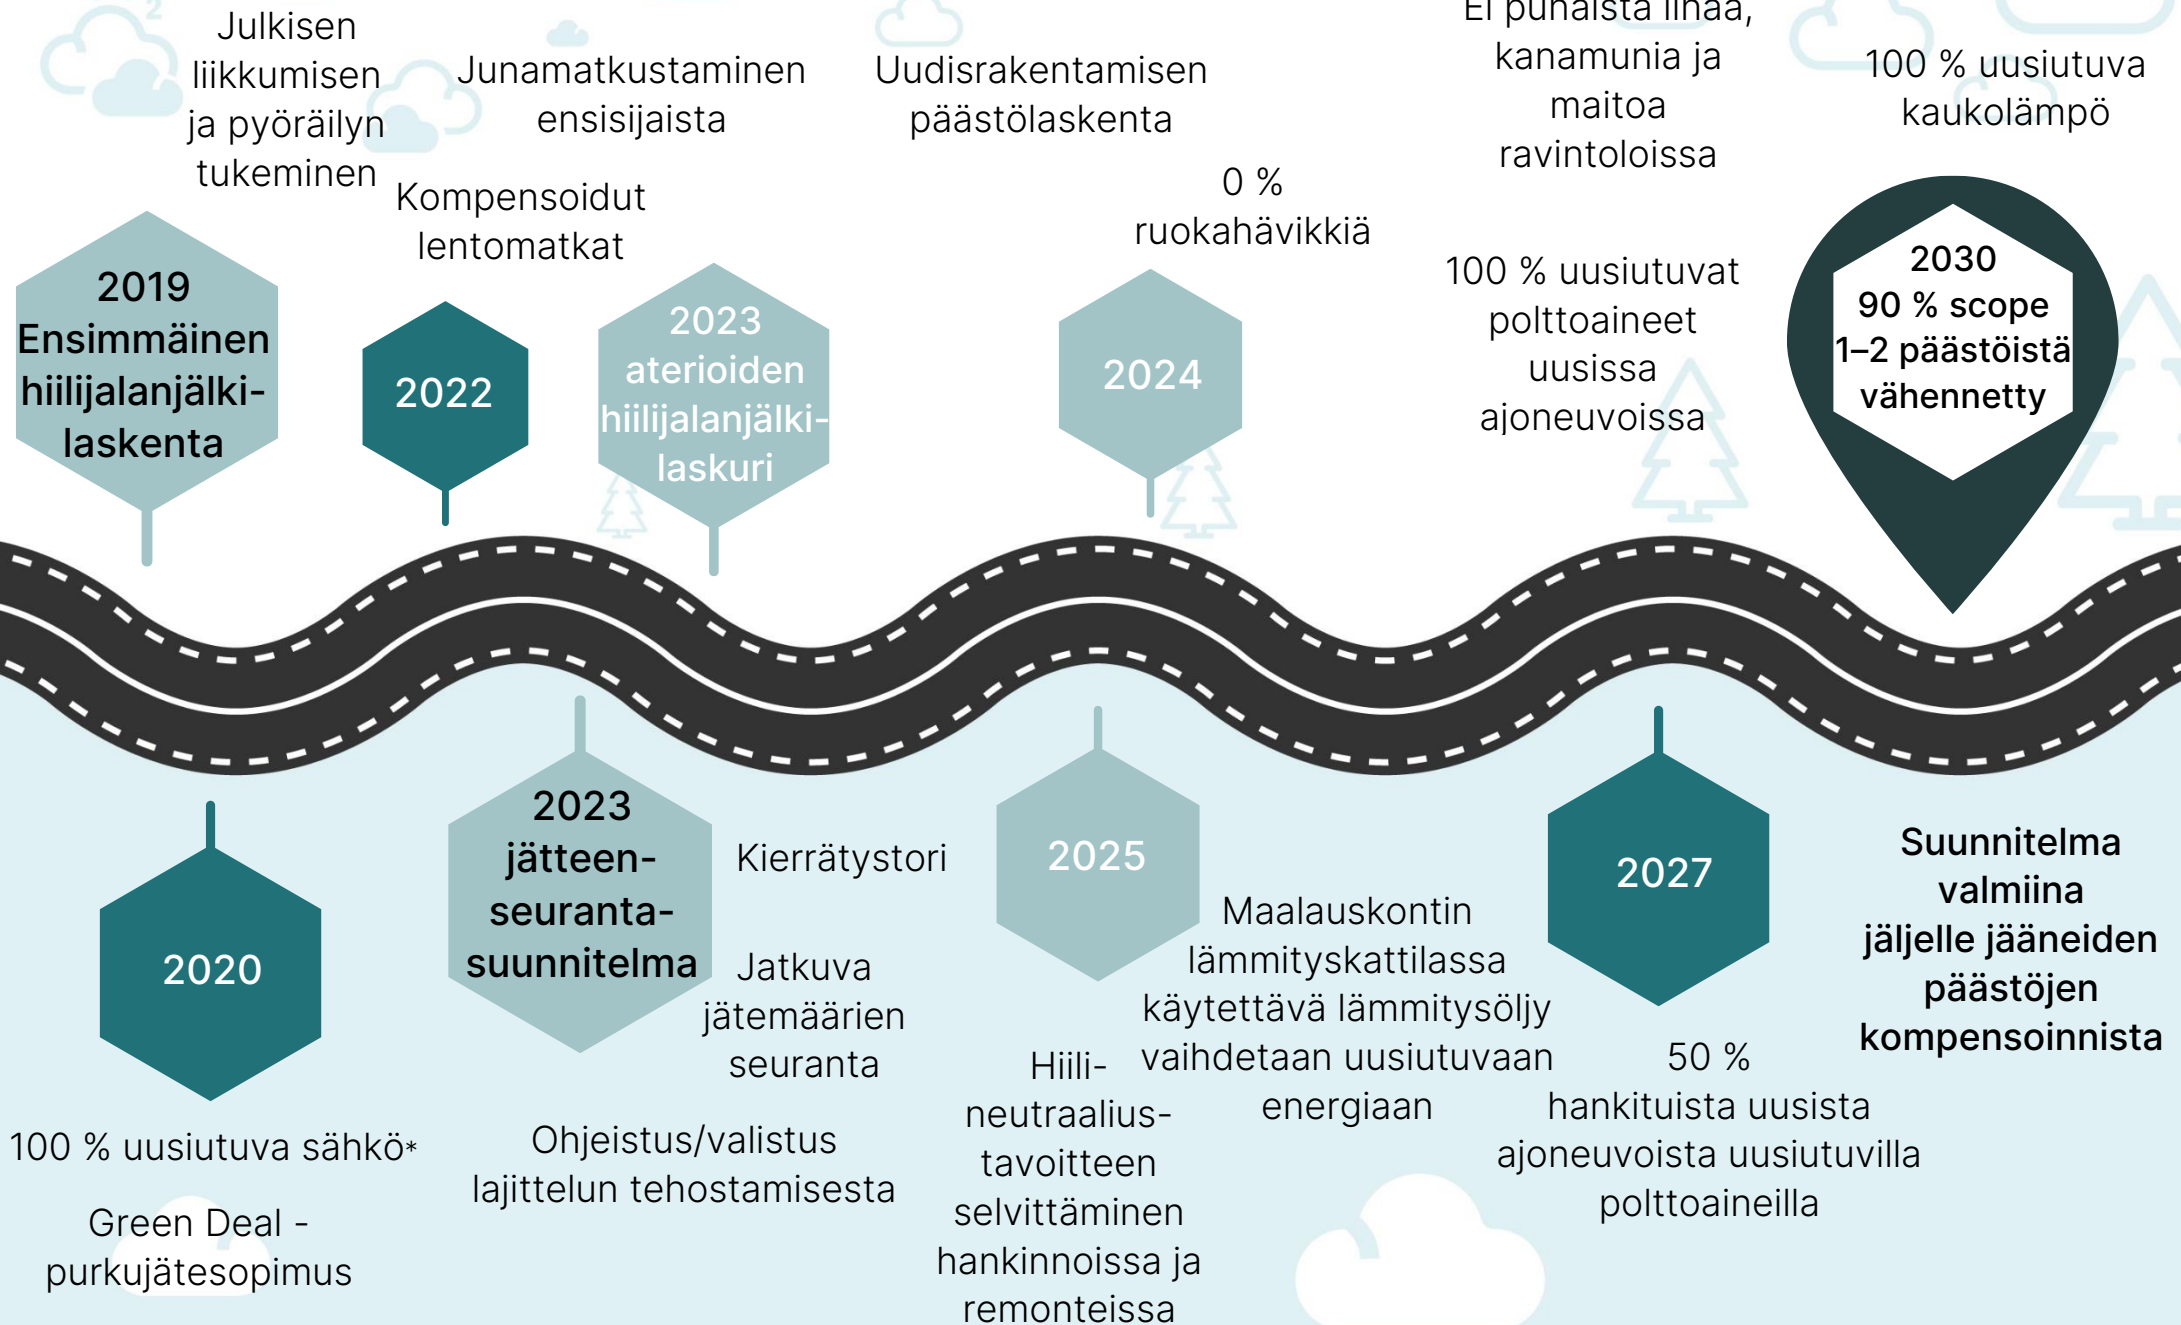 2
Julkisen
liikkumisen
ja pyöräilyn
tukeminen
Junamatkustaminen
ensisijaista
Kompensoidut
lentomatkat
Uudisrakentamisen
päästölaskenta
0 %
ruokahävikkiä
Ei punaista lihaa,
kanamunia ja
maitoa
ravintoloissa
100 % uusiutuvat
polttoaineet
uusissa
ajoneuvoissa
100 % uusiutuva
kaukolämpö
2019
Ensimmäinen
hiilijalanjälki-
laskenta
2022
2023
aterioiden
hiilijalanjälki-
laskuri
2024
2030
90 % scope
1–2 päästöistä
vähennetty
2020
100 % uusiutuva sähkö*
Green Deal -
purkujätesopimus
2023
jätteen-
seuranta-
suunnitelma
Kierrätystori
Jatkuva
jätemäärien
seuranta
Ohjeistus/valistus
lajittelun tehostamisesta
2025
Hiili-
neutraalius-
tavoitteen
selvittäminen
hankinnoissa ja
remonteissa
Maalauskontin
lämmityskattilassa
käytettävä lämmitysöljy
vaihdetaan uusiutuvaan
energiaan
2027
50 %
hankituista uusista
ajoneuvoista uusiutuvilla
polttoaineilla
Suunnitelma
valmiina
jäljelle jääneiden
päästöjen
kompensoinnista